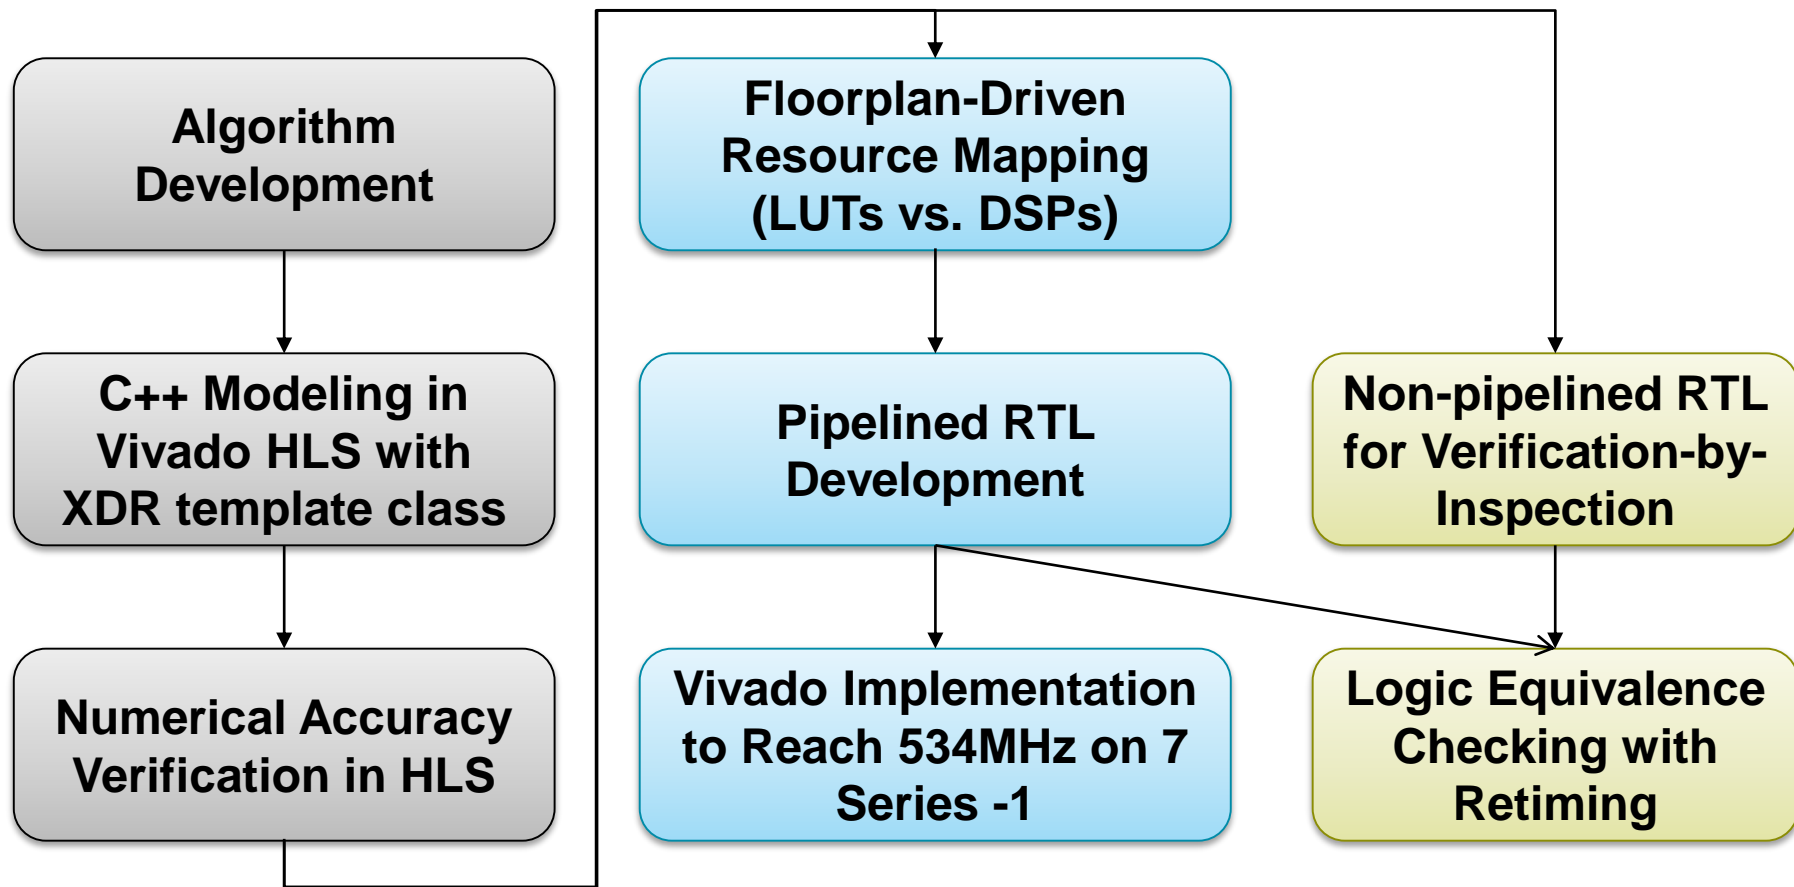 Algorithm
Development
C++ Modeling in
Vivado HLS with
XDR template class
Numerical Accuracy
Verification in HLS
Floorplan-Driven
Resource Mapping
(LUTs vs. DSPs)
Pipelined RTL
Development
Vivado Implementation
to Reach 534MHz on 7
Series -1
Non-pipelined RTL
for Verification-by-
Inspection
Logic Equivalence
Checking with
Retiming